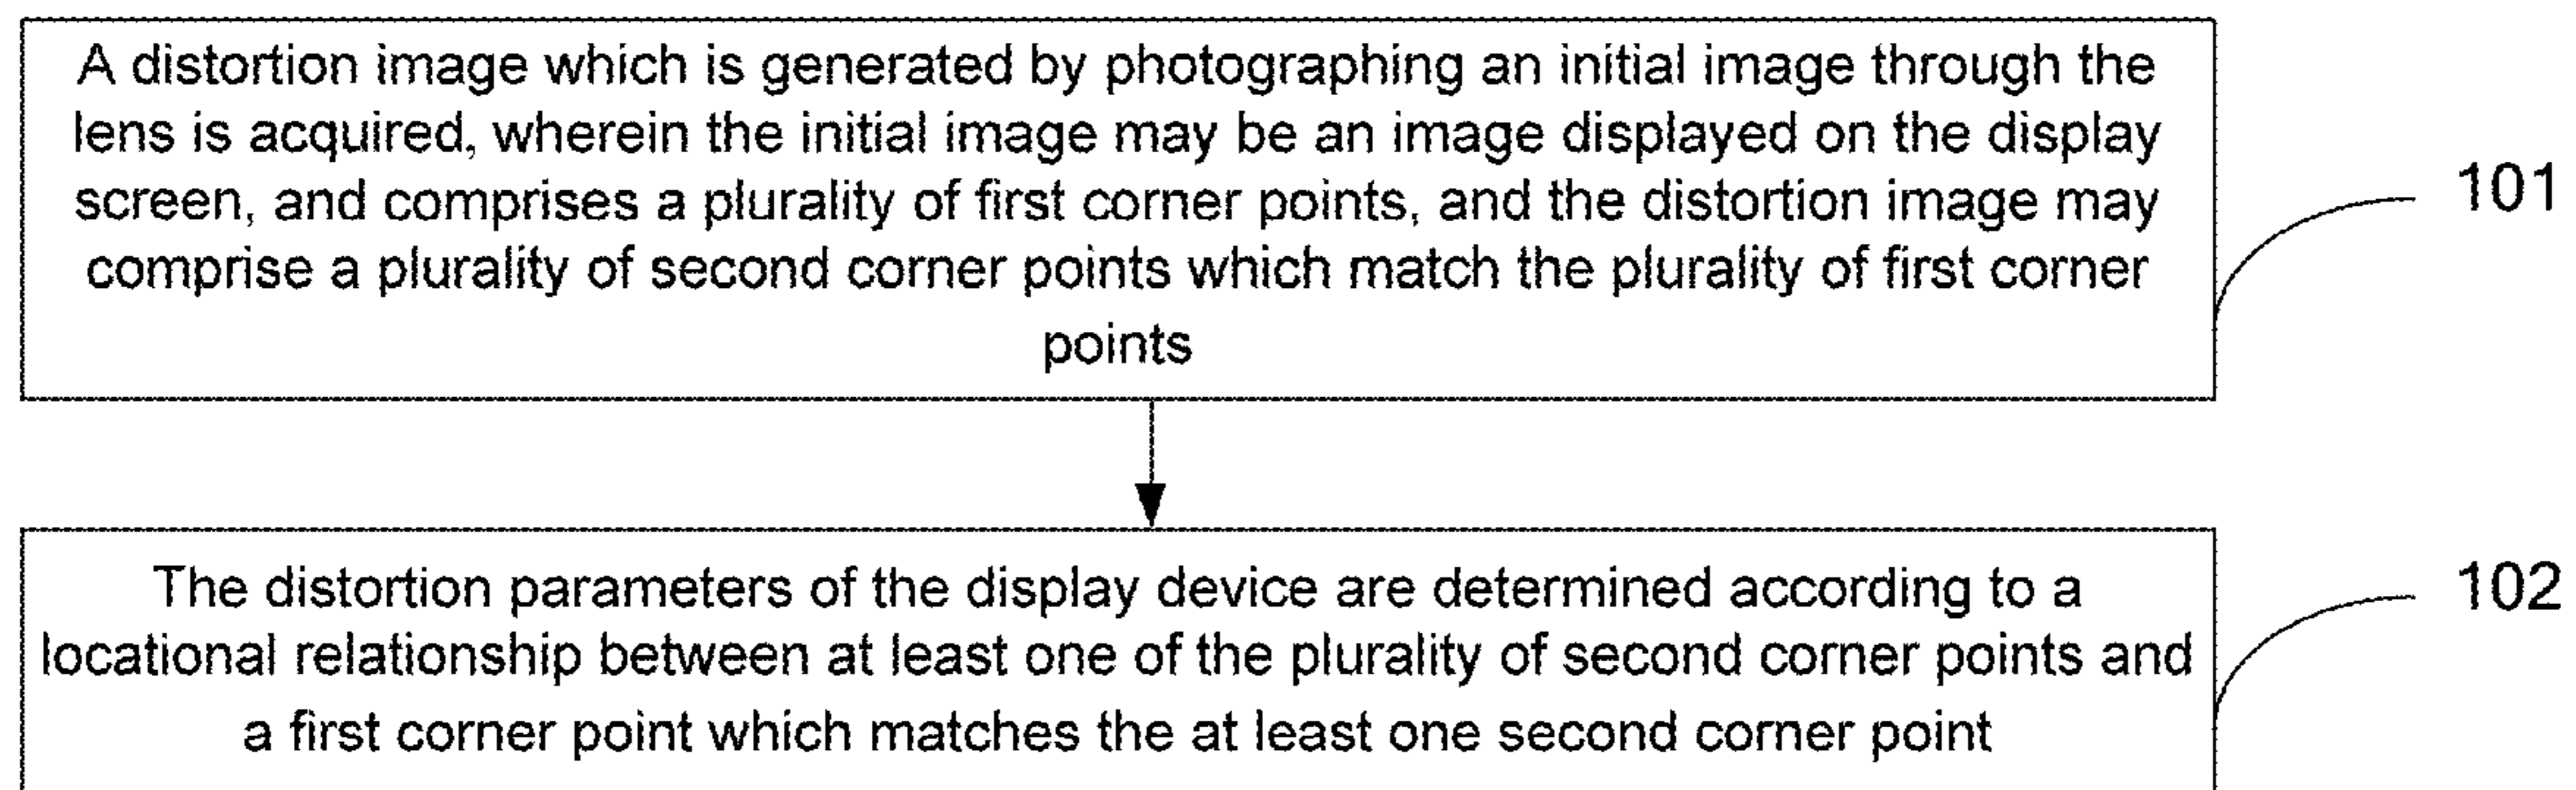 A distortion image which is generated by photographing an initial image through the
lens is acquired, wherein the initial image may be an image displayed on the display
screen, and comprises a plurality of first corner points, and the distortion image may
comprise a plurality of second corner points which match the plurality of first corner
points
101
The distortion parameters of the display device are determined according to a
locational relationship between at least one of the plurality of second corner points and
a first corner point which matches the at least one second corner point
102